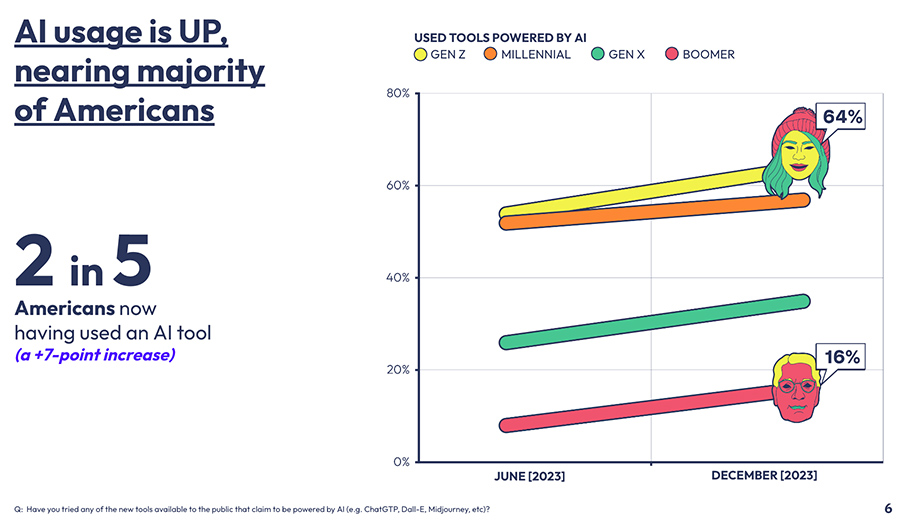 AI usage is UP,
nearing majority
of Americans
2 in 5
Americans now
having used an AI tool
(a +7-point increase)
USED TOOLS POWERED BY AI
GEN Z MILLENNIAL GEN X BOOMER
80%
60%
40%
20%
0%
64%
16%
JUNE [2023] DECEMBER [2023]
Q: Have you tried any of the new tools available to the public that claim to be powered by AI (e.g. ChatGTP, Dall-E, Midjourney, etc)?
6